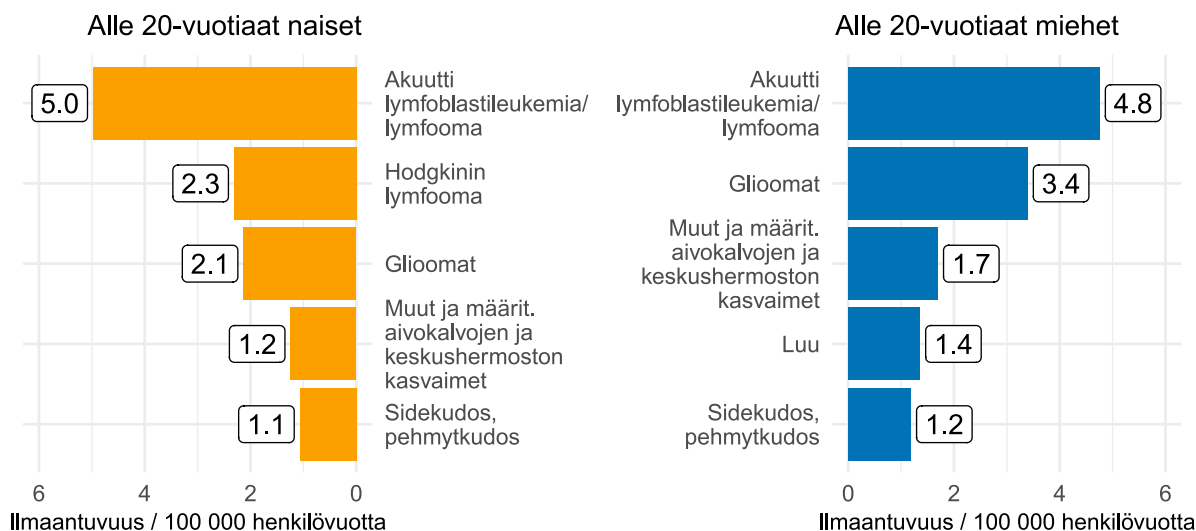 Alle 20-vuotiaat naiset
5.0
Akuutti
lymfoblastileukemia/
lymfooma
2.3
Hodgkinin
lymfooma
2.1
Glioomat
1.2
Muut ja määrit.
aivokalvojen ja
keskushermoston
kasvaimet
1.1
Sidekudos,
pehmytkudos
6 4 2 0
Ilmaantuvuus / 100 000 henkilövuotta
Alle 20-vuotiaat miehet
Akuutti
lymfoblastileukemia/
lymfooma
4.8
Glioomat
3.4
Muut ja määrit.
aivokalvojen ja
keskushermoston
kasvaimet
1.7
Luu
1.4
Sidekudos,
pehmytkudos
1.2
0 2 4 6
Ilmaantuvuus / 100 000 henkilövuotta